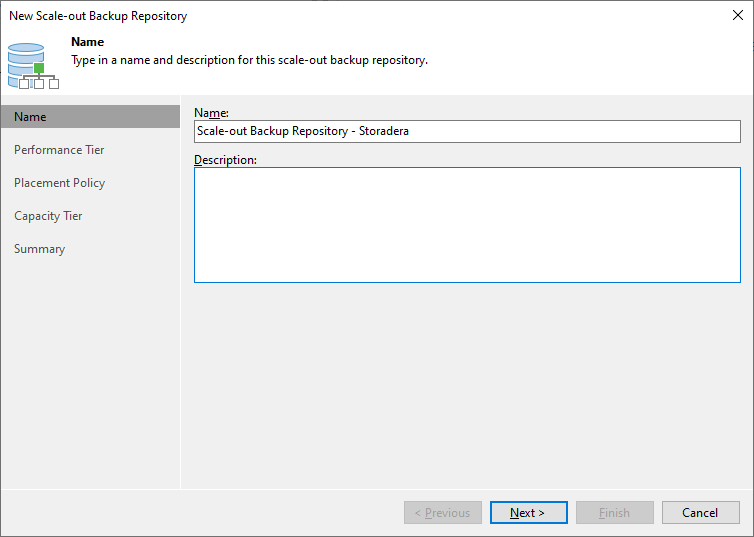 New Scale-out Backup Repository
Name
Type in a name and description for this scale-out backup repository.
Name
Performance Tier
Placement Policy
Capacity Tier
Summary
Name:
Scale-out Backup Repository - Storadera
Description:
< Previous
Next >
Finish
Cancel